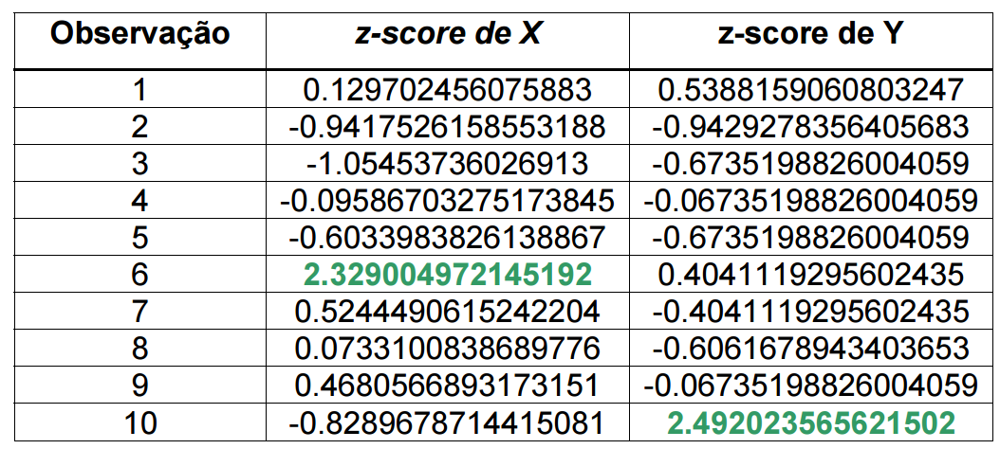 Observação z-score de X z-score de Y
1 0.129702456075883 0.5388159060803247
2 -0.9417526158553188 -0.9429278356405683
3 -1.05453736026913 -0.6735198826004059
4 -0.09586703275173845 -0.06735198826004059
5 -0.6033983826138867 -0.6735198826004059
6 2.329004972145192 0.4041119295602435
7 0.5244490615242204 -0.4041119295602435
8 0.0733100838689776 -0.6061678943403653
9 0.4680566893173151 -0.06735198826004059
10 -0.8289678714415081 2.492023565621502